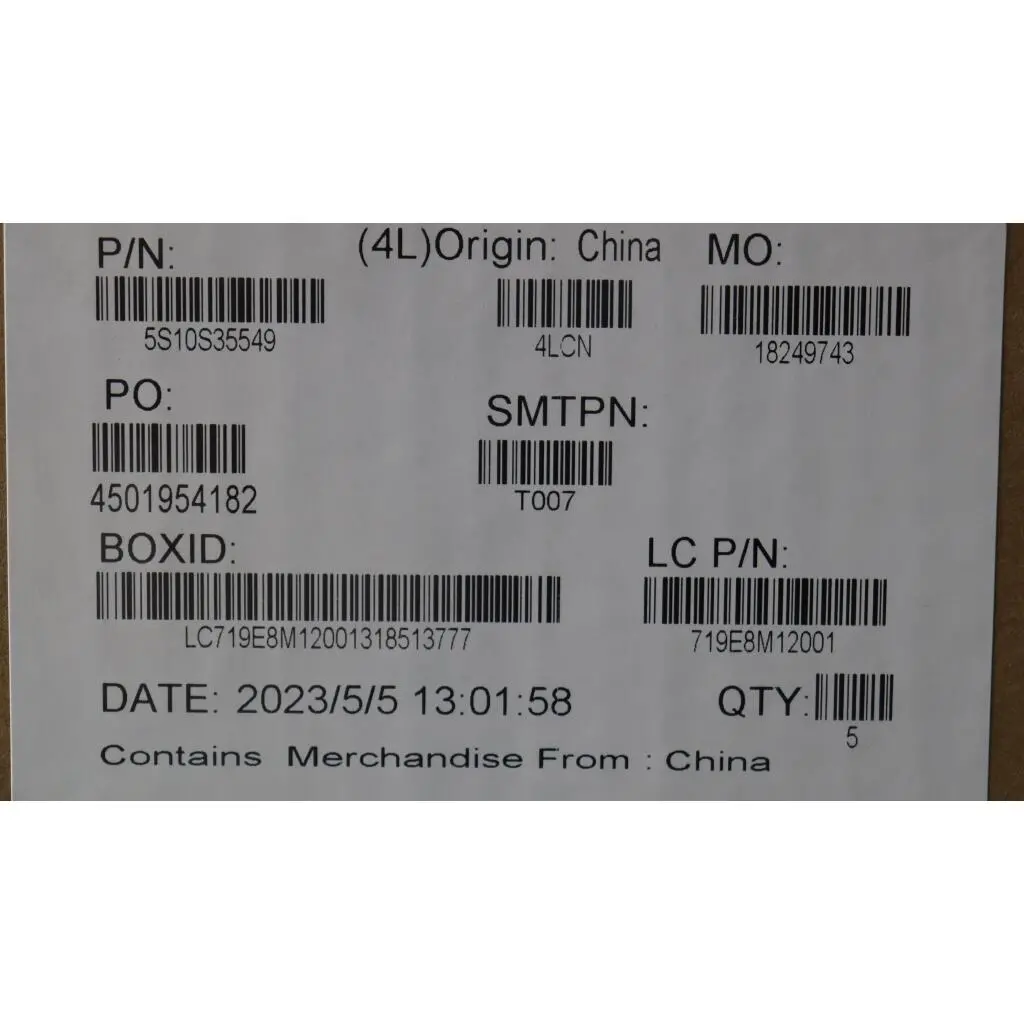 P/N: (4L)Origin: China MO:
5S10S35549 4LCN 18249743
PO: SMTPN:
4501954182 T007
BOXID: LC P/N:
LC719E8M12001318513777 719E8M12001
DATE: 2023/5/5 13:01:58 QTY:
5
Contains Merchandise From : China